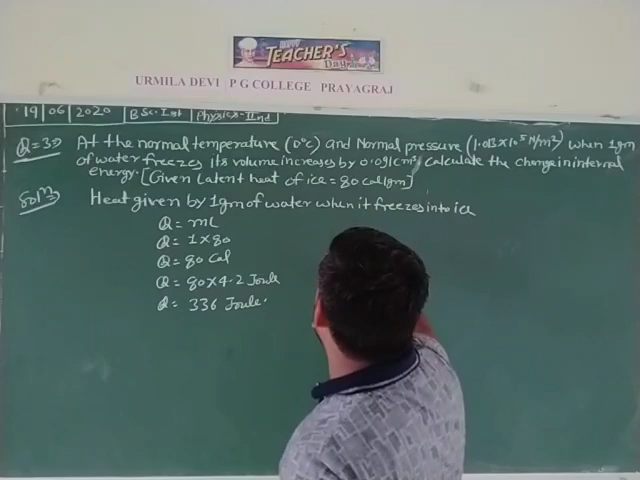 HAPPY
TEACHER'S
Day
URMILA DEVI P G COLLEGE PRAYAGRAJ
19 | 06 | 2020 | B.Sc. Ist | Physics-IInd
Q=39 At the normal temperature (0°C) and Normal pressure (1.013×10⁵ N/m²) when 1gm
of water freezes its volume increases by 0.091cm³, calculate the change in internal
energy. [Given Latent heat of ice = 80 cal/gm]
Solⁿ Heat given by 1gm of water when it freezes into ice
Q = mL
Q = 1×80
Q = 80 Cal
Q = 80×4.2 Joule
Q = 336 Joule.